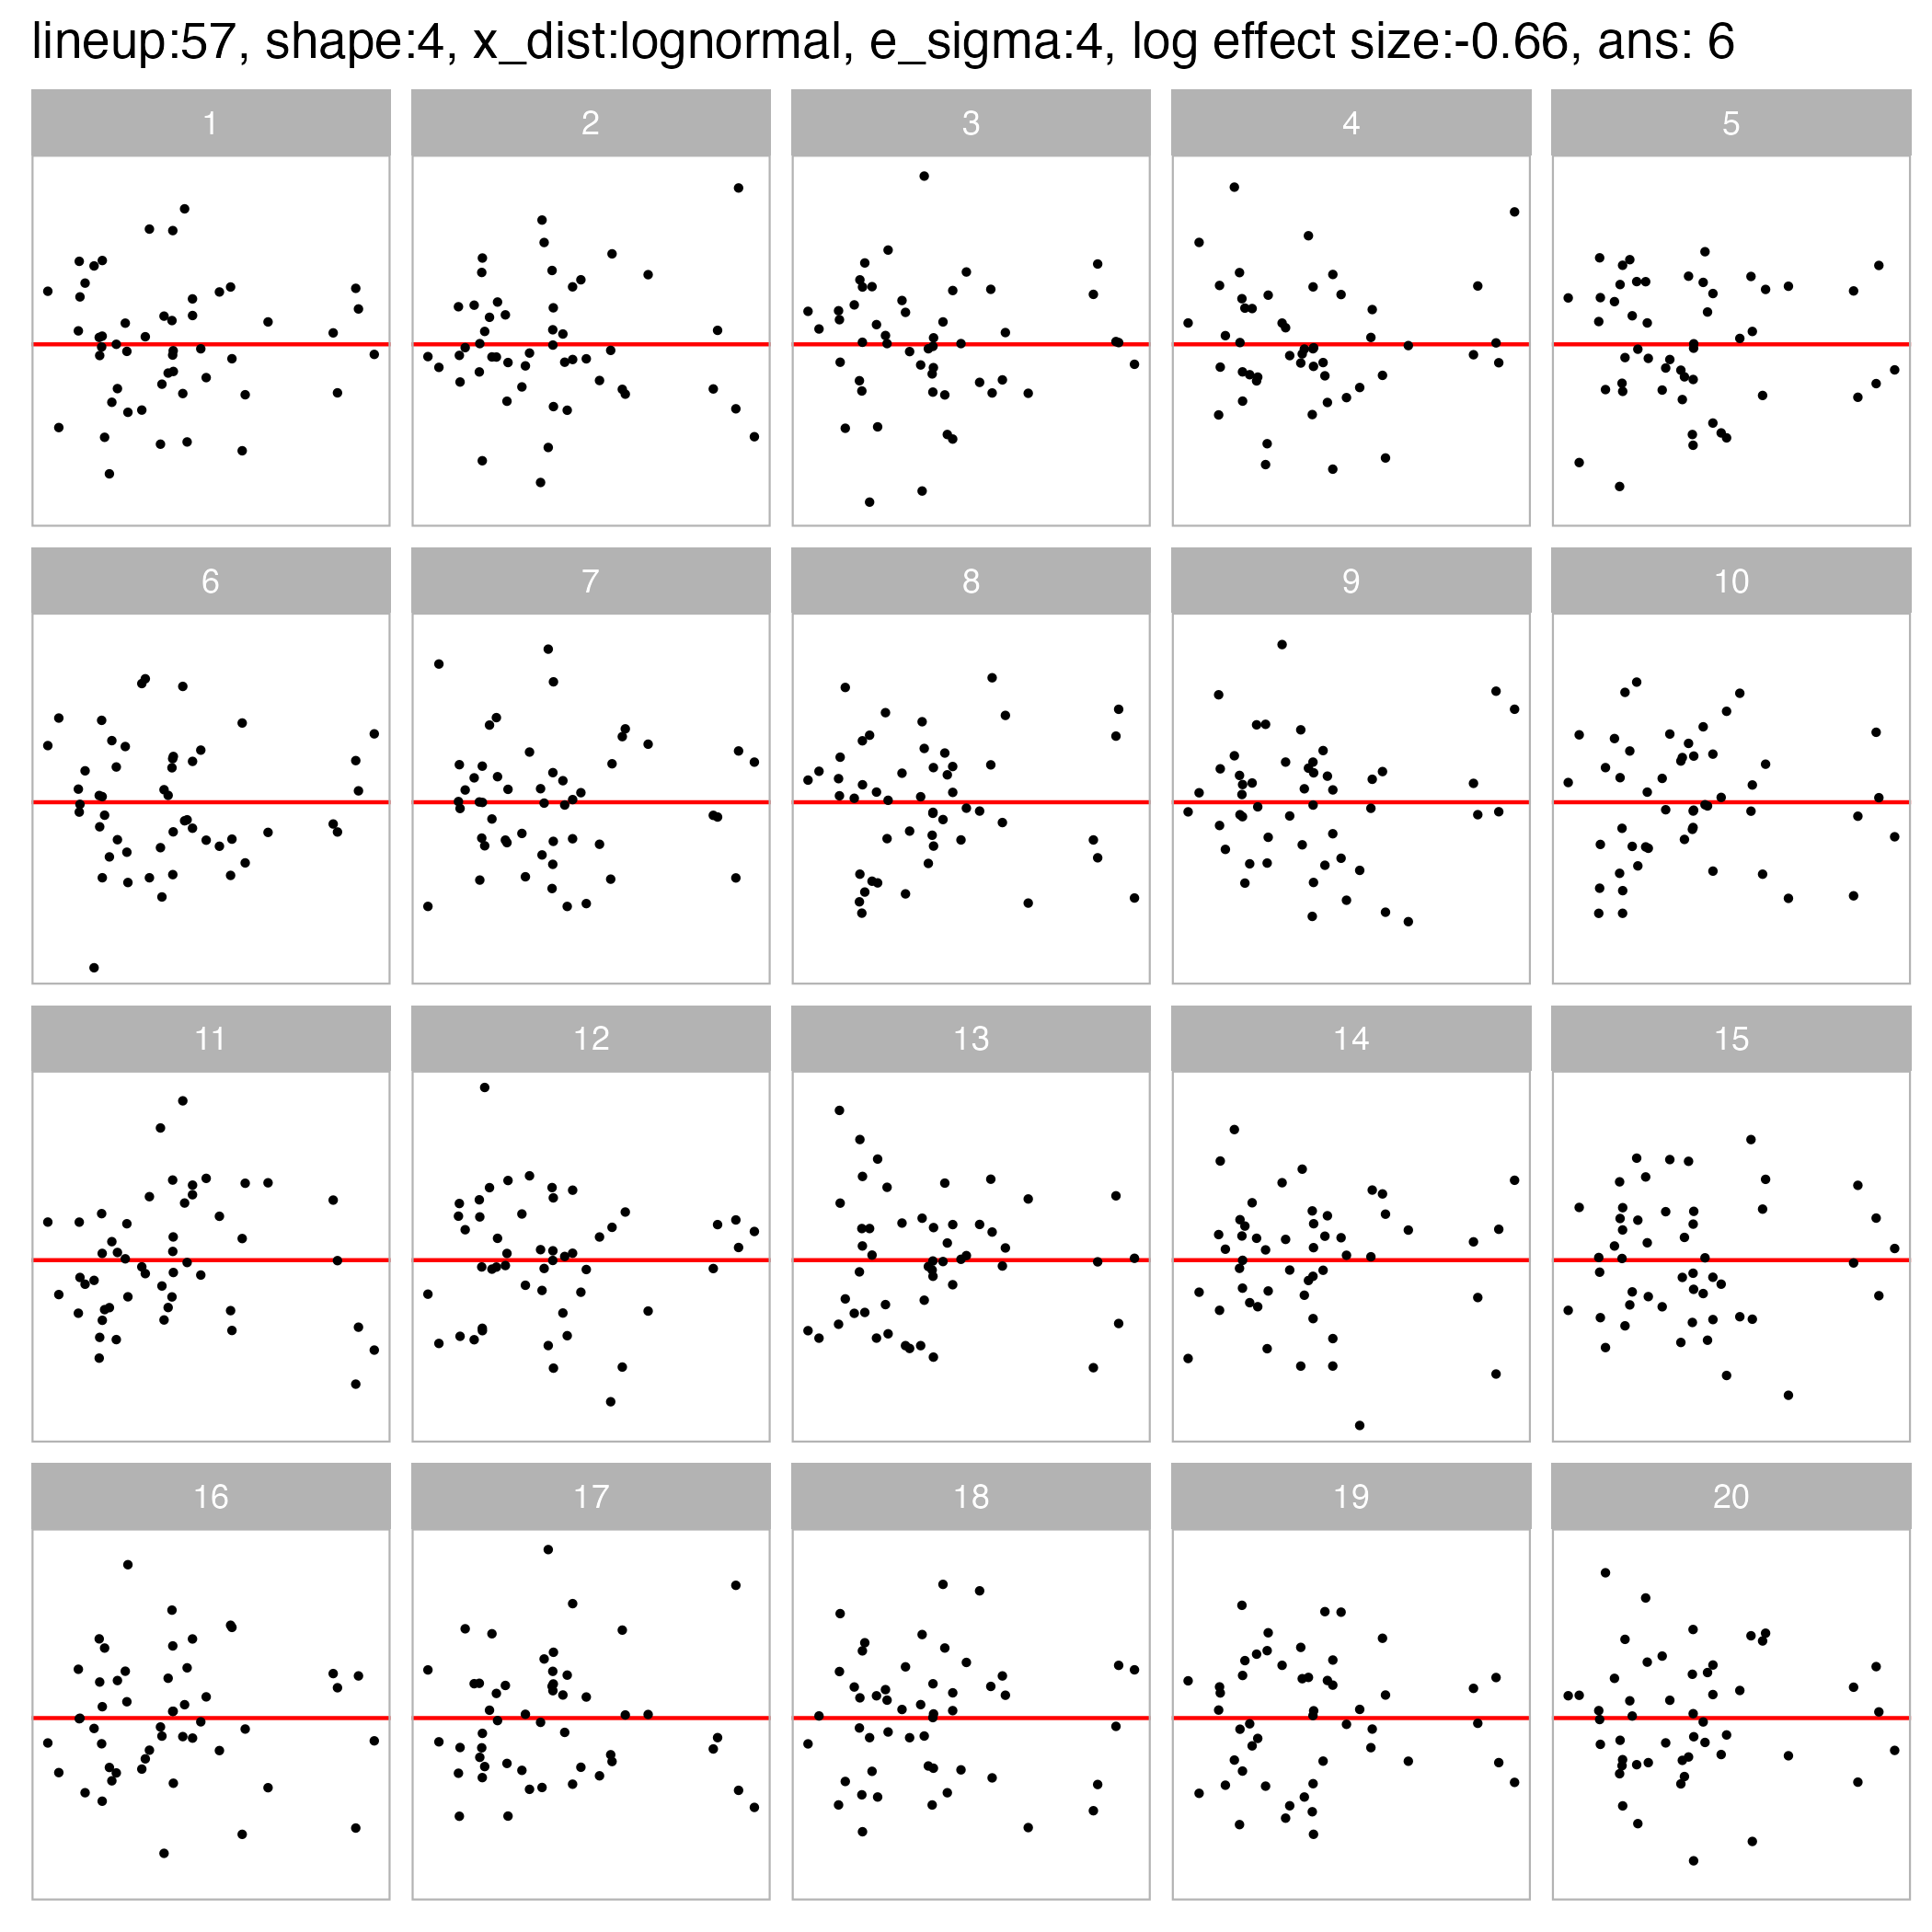 lineup:57, shape:4, x_dist:lognormal, e_sigma:4, log effect size:-0.66, ans: 6
1 2 3 4 5
6 7 8 9 10
11 12 13 14 15
16 17 18 19 20